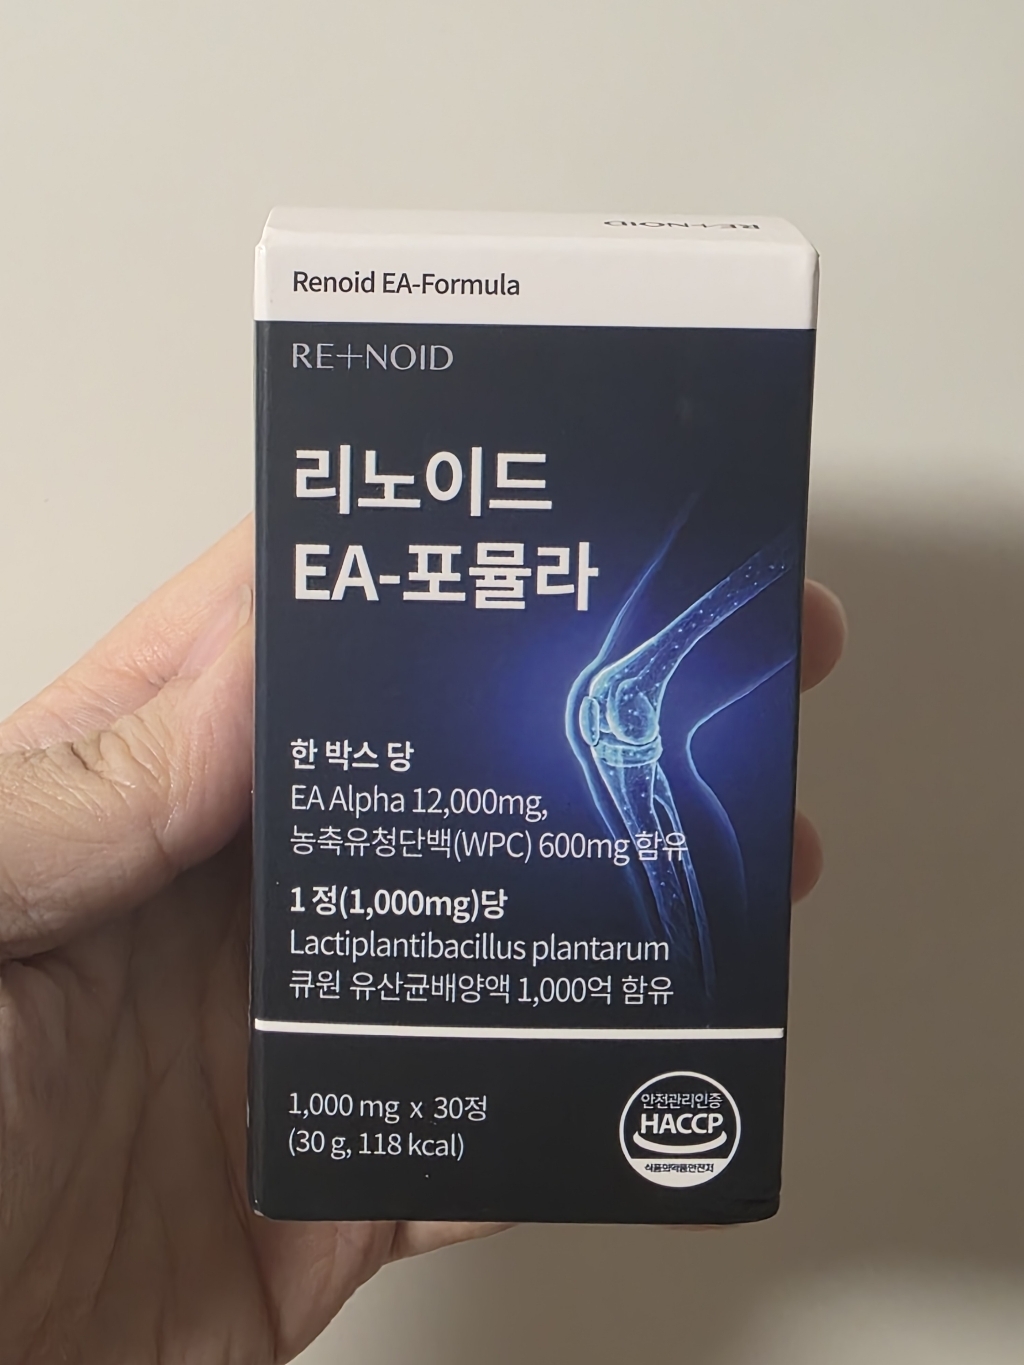 RE+NOID
Renoid EA-Formula
RE+NOID
리노이드
EA-포뮬라
한 박스 당
EA Alpha 12,000mg,
농축유청단백(WPC) 600mg 함유
1 정(1,000mg)당
Lactiplantibacillus plantarum
큐원 유산균배양액 1,000억 함유
1,000 mg x 30정
(30 g, 118 kcal)
안전관리인증
HACCP
식품의약품안전처